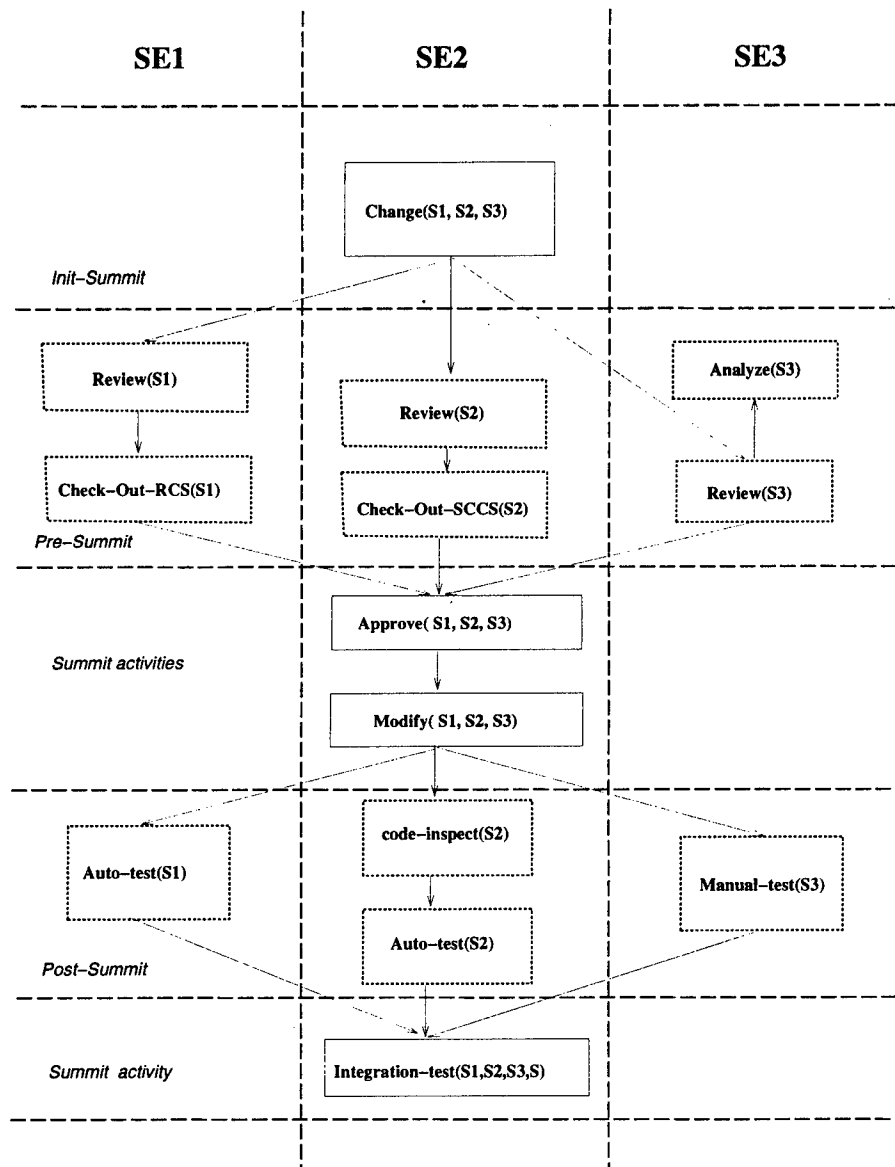 SE1
SE2
SE3
Change(S1, S2, S3)
Init–Summit
Review(S1)
Review(S2)
Analyze(S3)
Check–Out–RCS(S1)
Check–Out–SCCS(S2)
Review(S3)
Pre–Summit
Approve( S1, S2, S3)
Summit activities
Modify( S1, S2, S3)
code–inspect(S2)
Auto–test(S1)
Manual–test(S3)
Auto–test(S2)
Post–Summit
Summit activity
Integration–test(S1,S2,S3,S)